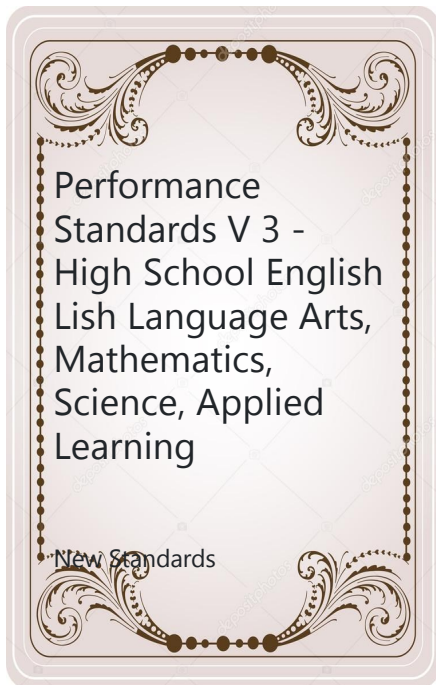 Performance
Standards V 3 -
High School English
Lish Language Arts,
Mathematics,
Science, Applied
Learning
New Standards